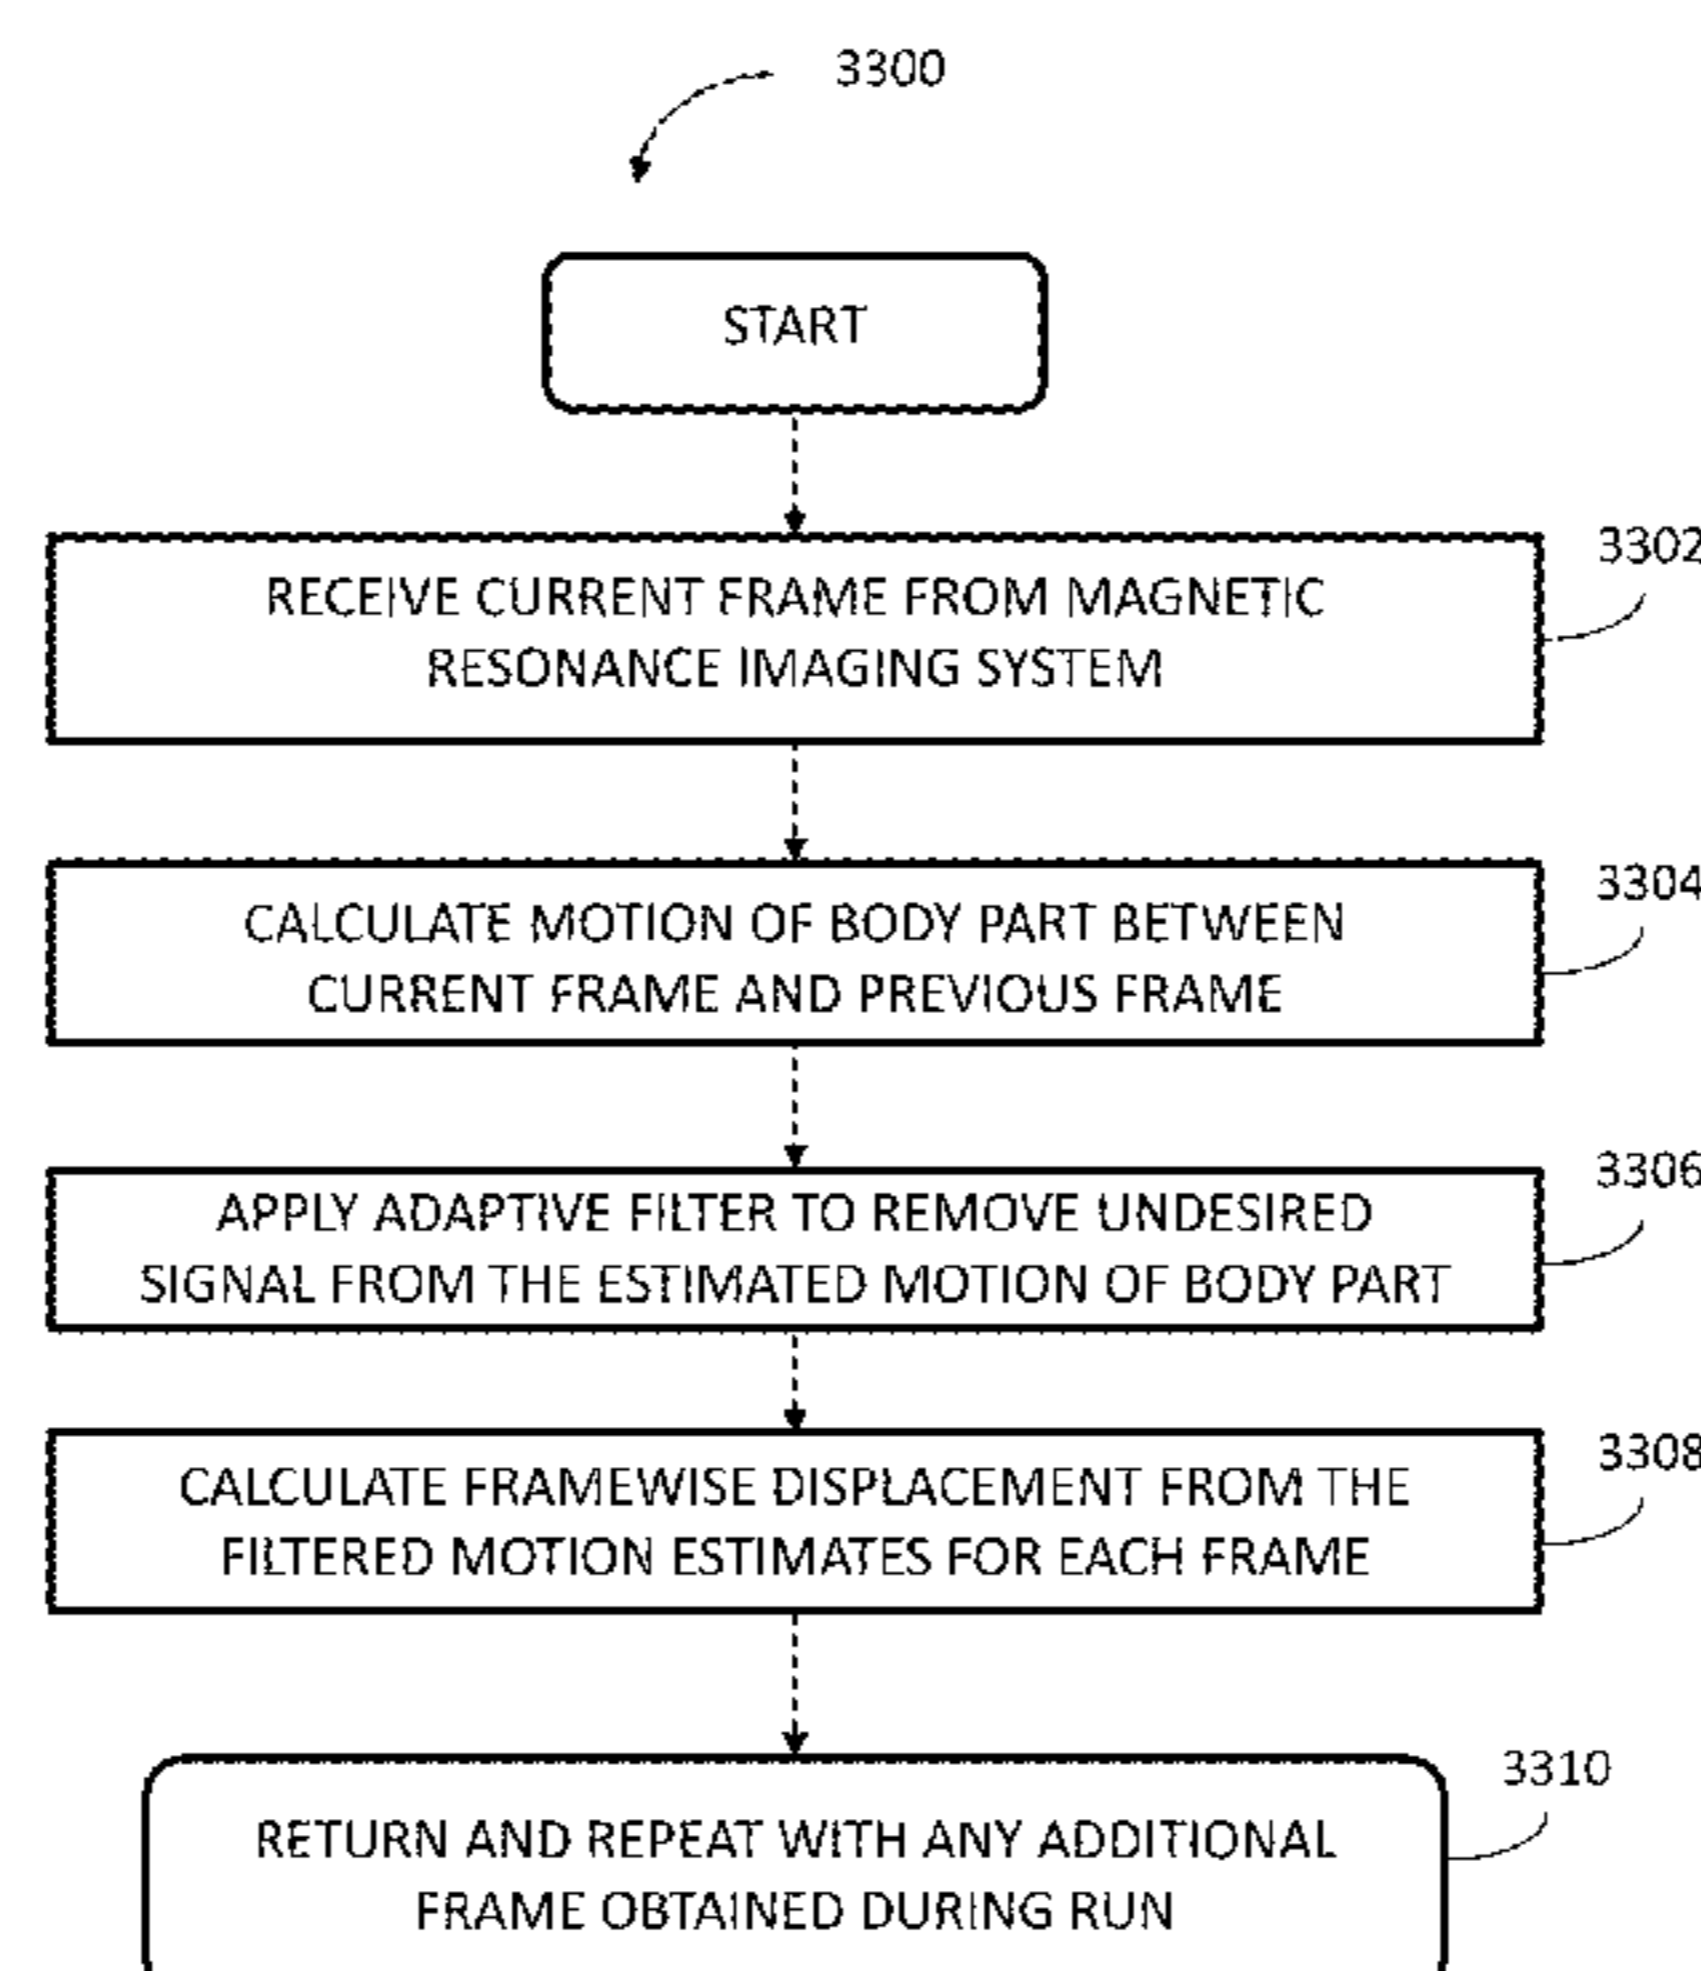 3300
START
3302
RECEIVE CURRENT FRAME FROM MAGNETIC
RESONANCE IMAGING SYSTEM
3304
CALCULATE MOTION OF BODY PART BETWEEN
CURRENT FRAME AND PREVIOUS FRAME
3306
APPLY ADAPTIVE FILTER TO REMOVE UNDESIRED
SIGNAL FROM THE ESTIMATED MOTION OF BODY PART
3308
CALCULATE FRAMEWISE DISPLACEMENT FROM THE
FILTERED MOTION ESTIMATES FOR EACH FRAME
3310
RETURN AND REPEAT WITH ANY ADDITIONAL
FRAME OBTAINED DURING RUN